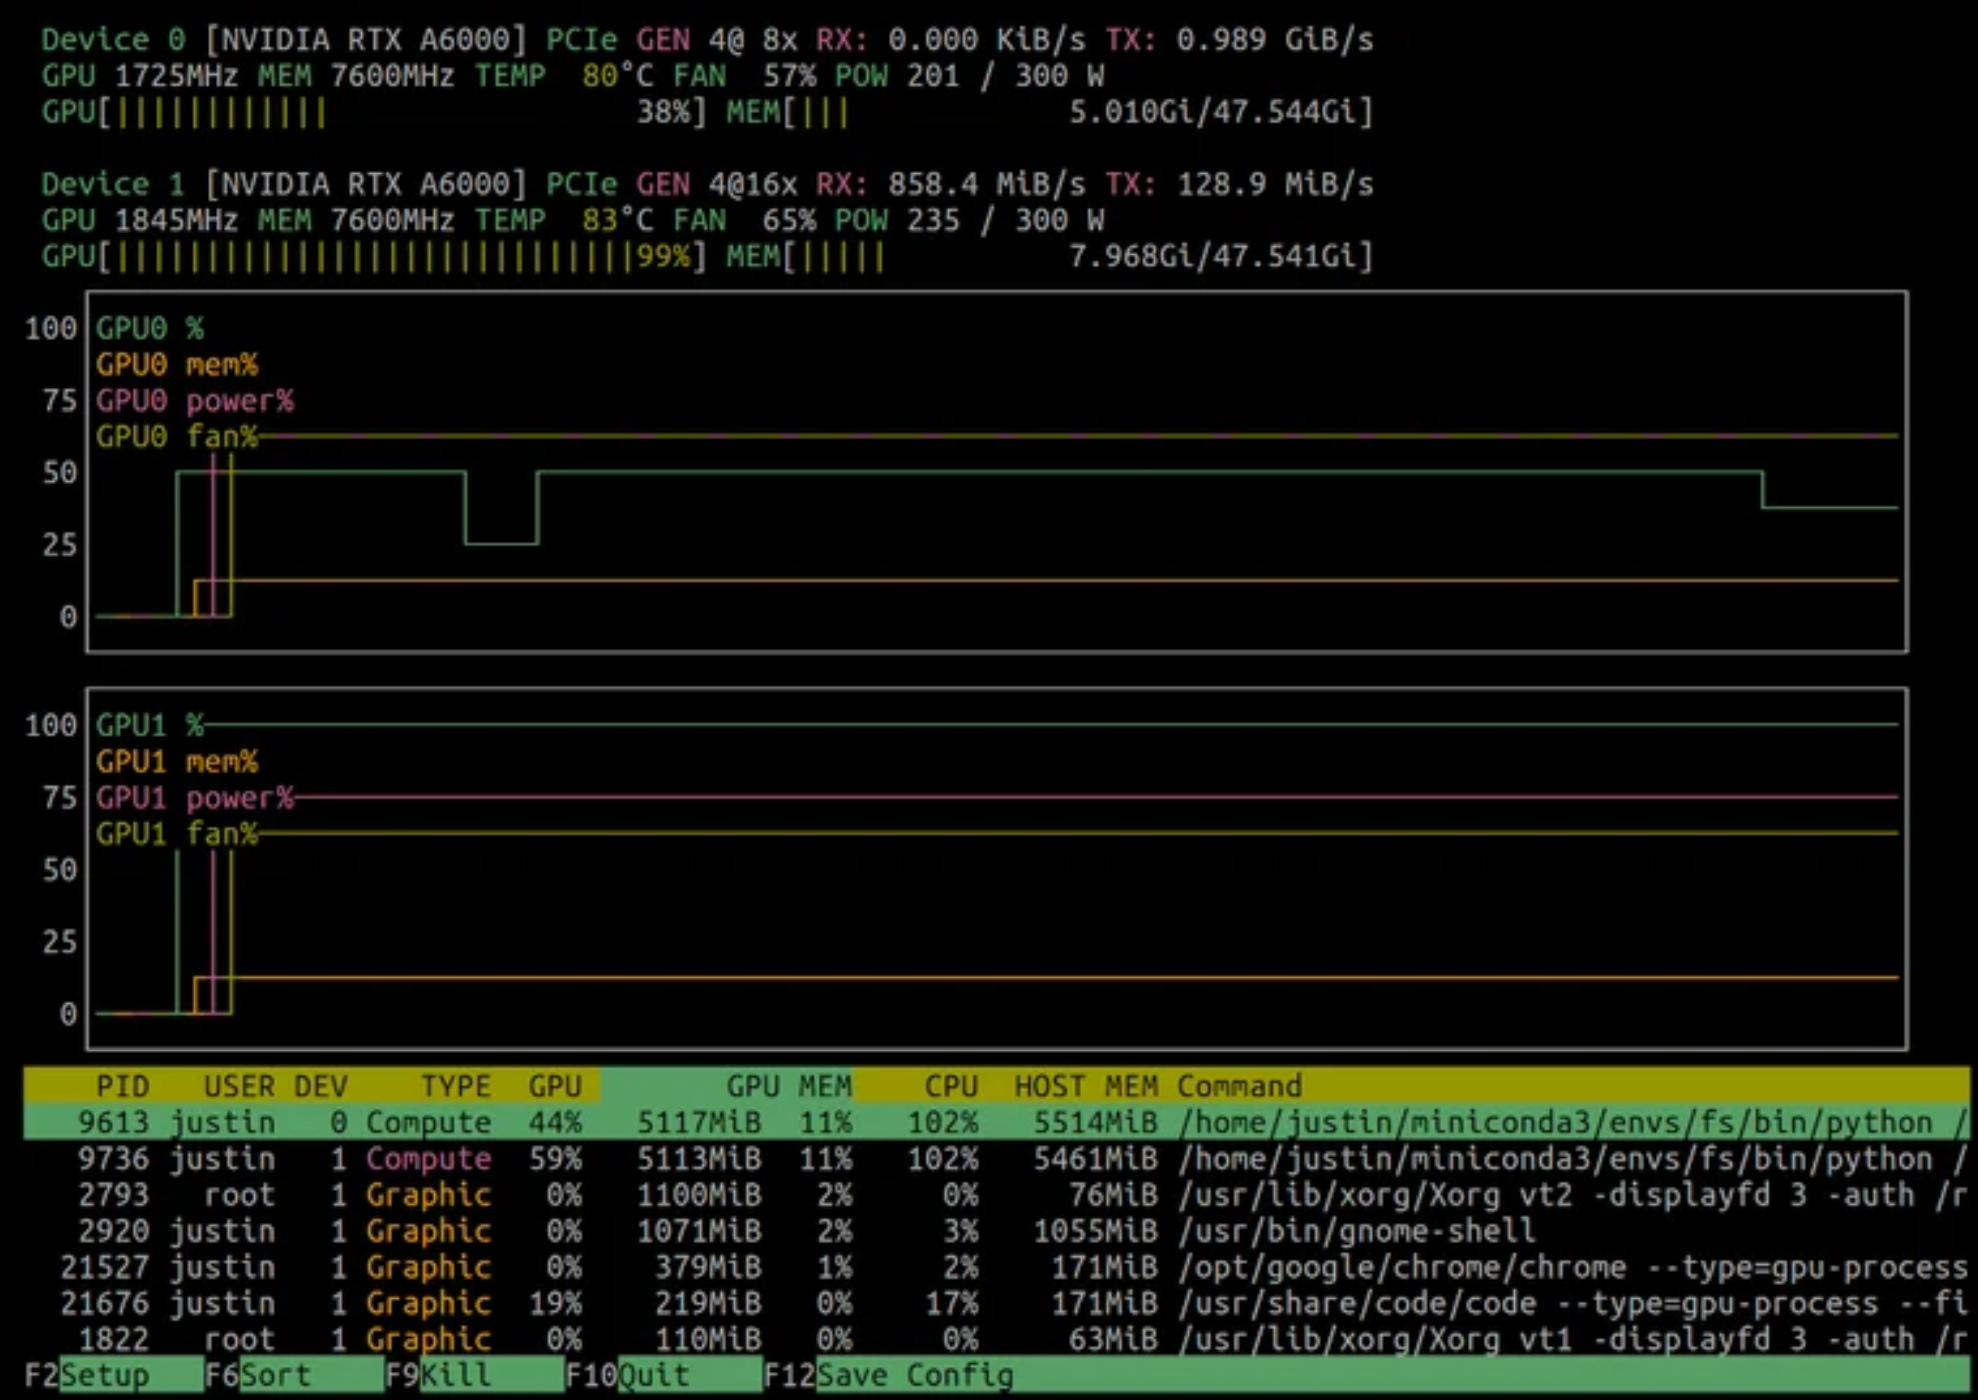 Device 0 [NVIDIA RTX A6000] PCIe GEN 4@ 8x RX: 0.000 KiB/s TX: 0.989 GiB/s
GPU 1725MHz MEM 7600MHz TEMP 80°C FAN 57% POW 201 / 300 W
GPU[|||||||||||| 38%] MEM[||| 5.010Gi/47.544Gi]
Device 1 [NVIDIA RTX A6000] PCIe GEN 4@16x RX: 858.4 MiB/s TX: 128.9 MiB/s
GPU 1845MHz MEM 7600MHz TEMP 83°C FAN 65% POW 235 / 300 W
GPU[|||||||||||||||||||||||||||||99%] MEM[||||| 7.968Gi/47.541Gi]
100 GPU0 %
GPU0 mem%
75 GPU0 power%
GPU0 fan%
50
25
0
100 GPU1 %
GPU1 mem%
75 GPU1 power%
GPU1 fan%
50
25
0
PID USER DEV TYPE GPU GPU MEM CPU HOST MEM Command
9613 justin 0 Compute 44% 5117MiB 11% 102% 5514MiB /home/justin/miniconda3/envs/fs/bin/python /
9736 justin 1 Compute 59% 5113MiB 11% 102% 5461MiB /home/justin/miniconda3/envs/fs/bin/python /
2793 root 1 Graphic 0% 1100MiB 2% 0% 76MiB /usr/lib/xorg/Xorg vt2 -displayfd 3 -auth /r
2920 justin 1 Graphic 0% 1071MiB 2% 3% 1055MiB /usr/bin/gnome-shell
21527 justin 1 Graphic 0% 379MiB 1% 2% 171MiB /opt/google/chrome/chrome --type=gpu-process
21676 justin 1 Graphic 19% 219MiB 0% 17% 171MiB /usr/share/code/code --type=gpu-process --fi
1822 root 1 Graphic 0% 110MiB 0% 0% 63MiB /usr/lib/xorg/Xorg vt1 -displayfd 3 -auth /r
F2Setup F6Sort F9Kill F10Quit F12Save Config